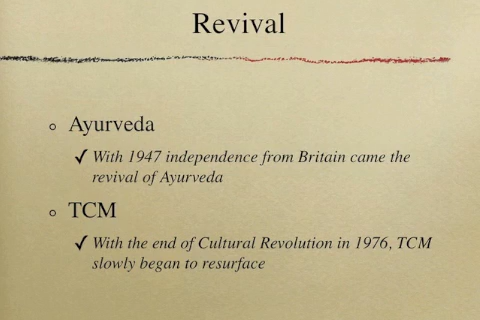 Revival
Ayurveda
✓ With 1947 independence from Britain came the
revival of Ayurveda
TCM
✓ With the end of Cultural Revolution in 1976, TCM
slowly began to resurface